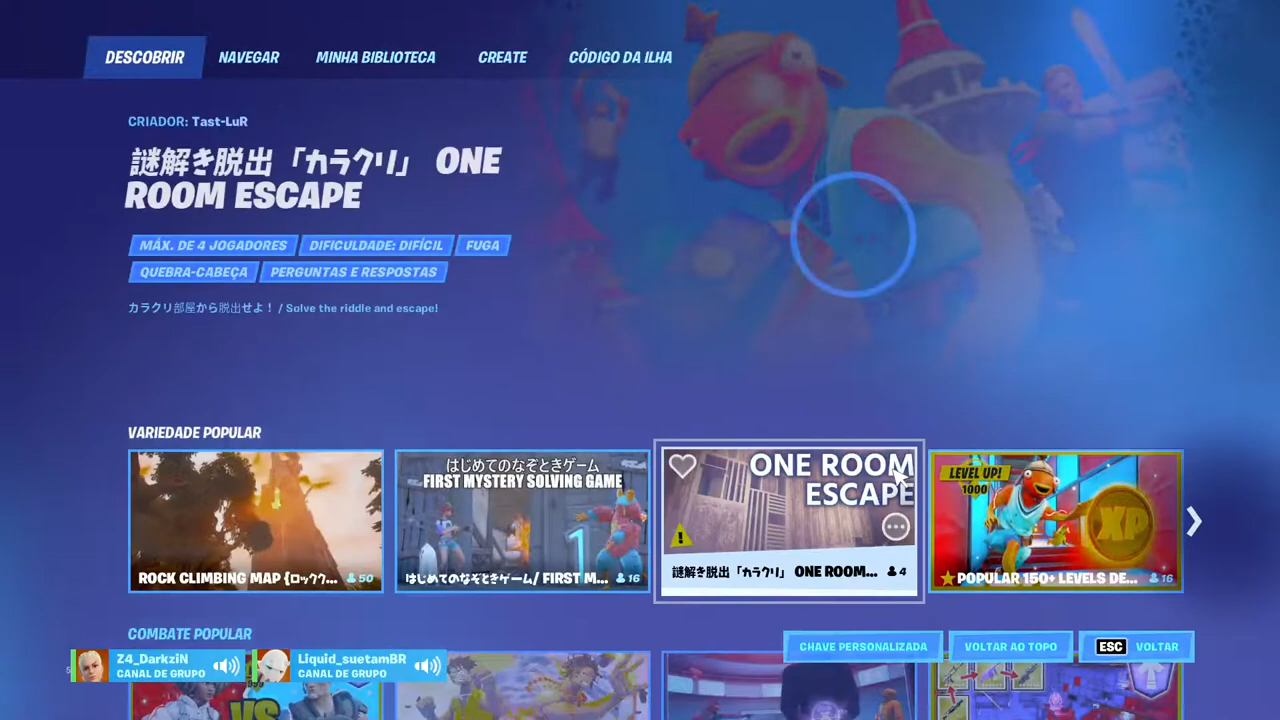 DESCOBRIR
NAVEGAR
MINHA BIBLIOTECA
CREATE
CÓDIGO DA ILHA
CRIADOR: Tast-LuR
謎解き脱出「カラクリ」 ONE
ROOM ESCAPE
MÁX. DE 4 JOGADORES
DIFICULDADE: DIFÍCIL
FUGA
QUEBRA-CABEÇA
PERGUNTAS E RESPOSTAS
カラクリ部屋から脱出せよ! / Solve the riddle and escape!
VARIEDADE POPULAR
ROCK CLIMBING MAP {ロックク...
50
はじめてのなぞときゲーム
FIRST MYSTERY SOLVING GAME
はじめてのなぞときゲーム/ FIRST M...
16
ONE ROOM
ESCAPE
謎解き脱出「カラクリ」 ONE ROOM...
4
LEVEL UP!
1000
XP
POPULAR 150+ LEVELS DE...
16
COMBATE POPULAR
Z4_DarkziN
CANAL DE GRUPO
Liquid_suetamBR
CANAL DE GRUPO
CHAVE PERSONALIZADA
VOLTAR AO TOPO
ESC VOLTAR
VS